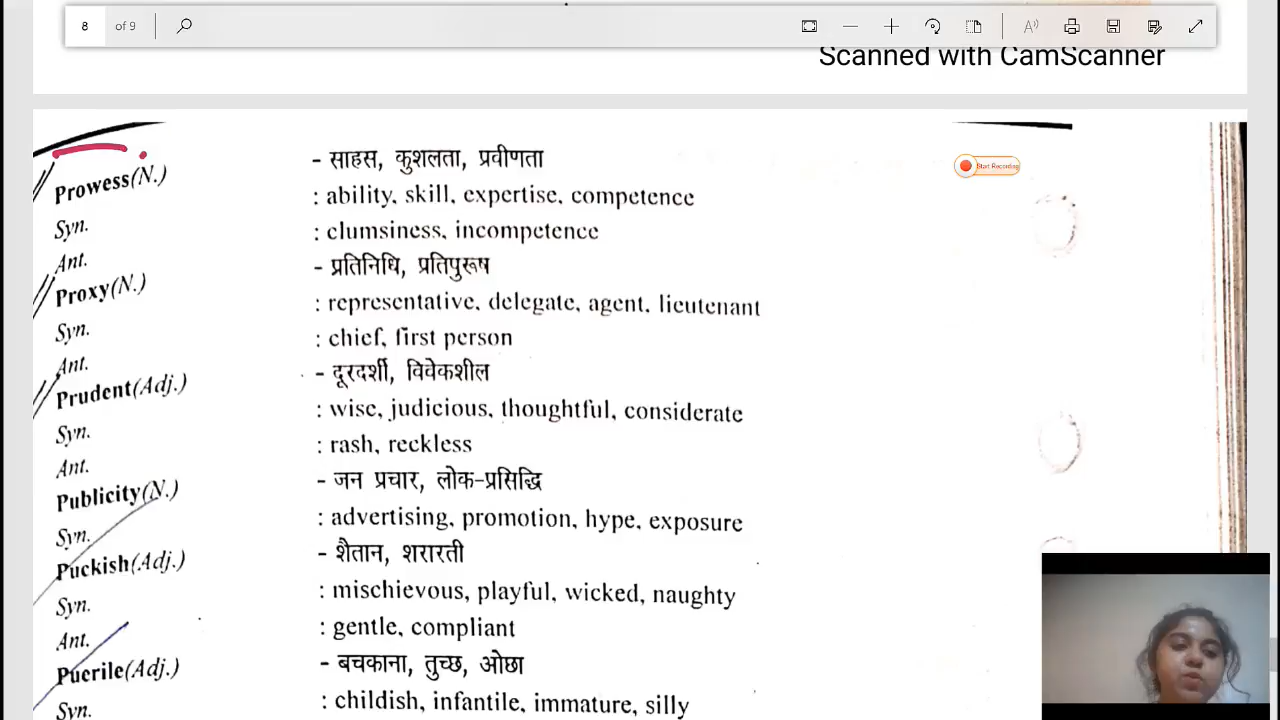 8 of 9
Scanned with CamScanner
Start Recording
Prowess(N.) - साहस, कुशलता, प्रवीणता
Syn. : ability, skill, expertise, competence
Ant. : clumsiness, incompetence
Proxy(N.) - प्रतिनिधि, प्रतिपुरूष
Syn. : representative, delegate, agent, lieutenant
Ant. : chief, first person
Prudent(Adj.) - दूरदर्शी, विवेकशील
Syn. : wise, judicious, thoughtful, considerate
Ant. : rash, reckless
Publicity(N.) - जन प्रचार, लोक-प्रसिद्धि
Syn. : advertising, promotion, hype, exposure
Puckish(Adj.) - शैतान, शरारती
Syn. : mischievous, playful, wicked, naughty
Ant. : gentle, compliant
Puerile(Adj.) - बचकाना, तुच्छ, ओछा
Syn. : childish, infantile, immature, silly